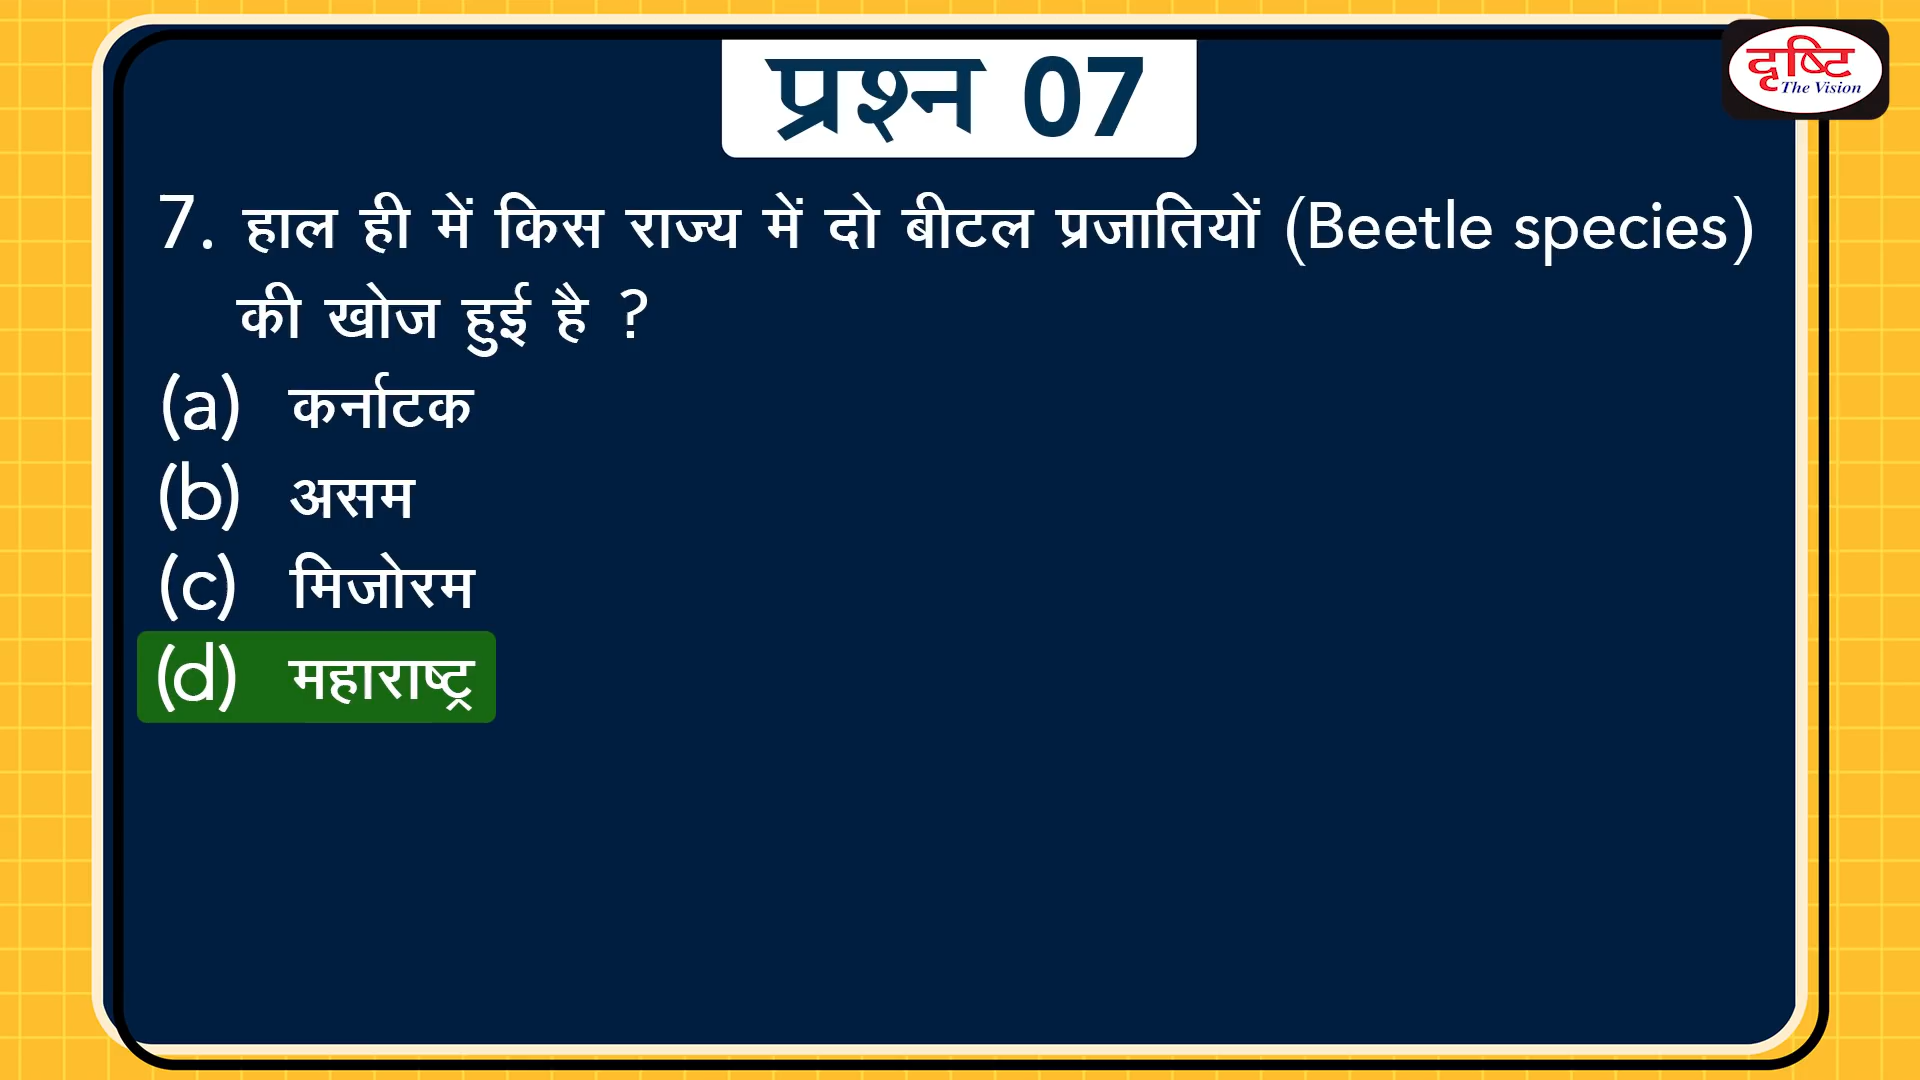 प्रश्न 07
दृष्टि
The Vision
7. हाल ही में किस राज्य में दो बीटल प्रजातियों (Beetle species)
की खोज हुई है ?
(a) कर्नाटक
(b) असम
(c) मिजोरम
(d) महाराष्ट्र